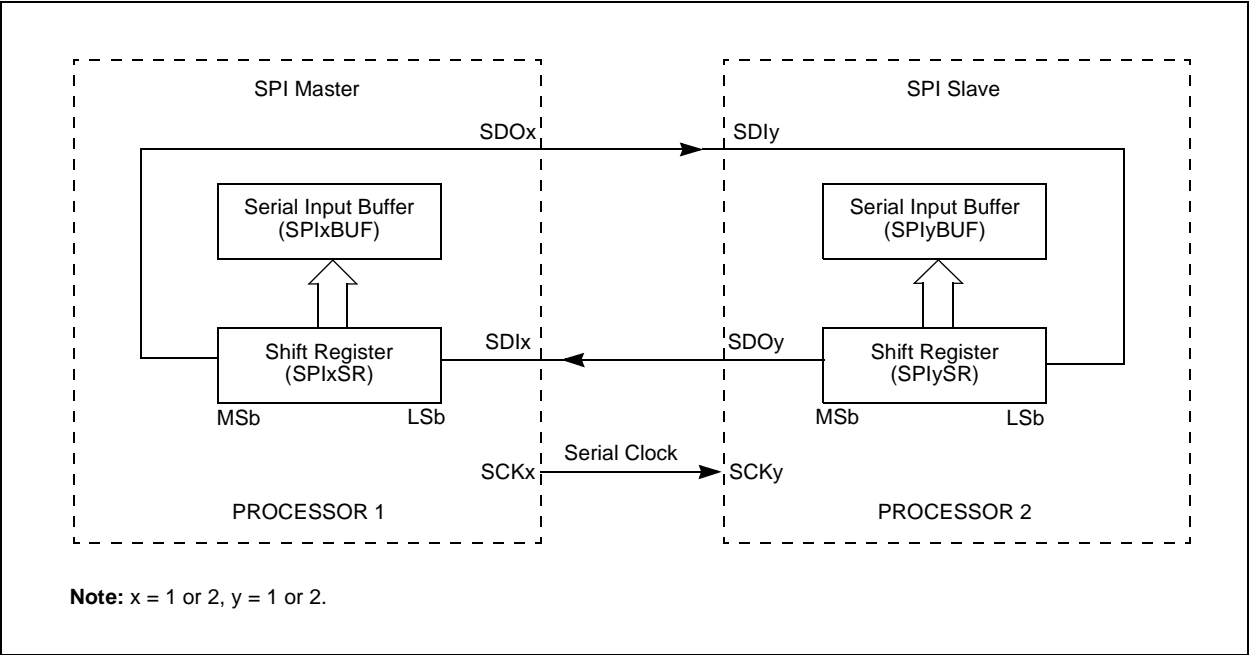 SPI Master
SPI Slave
SDOx
SDIy
Serial Input Buffer
(SPIxBUF)
Serial Input Buffer
(SPIyBUF)
Shift Register
(SPIxSR)
SDIx
SDOy
Shift Register
(SPIySR)
MSb
LSb
MSb
LSb
Serial Clock
SCKx
SCKy
PROCESSOR 1
PROCESSOR 2
Note: x = 1 or 2, y = 1 or 2.